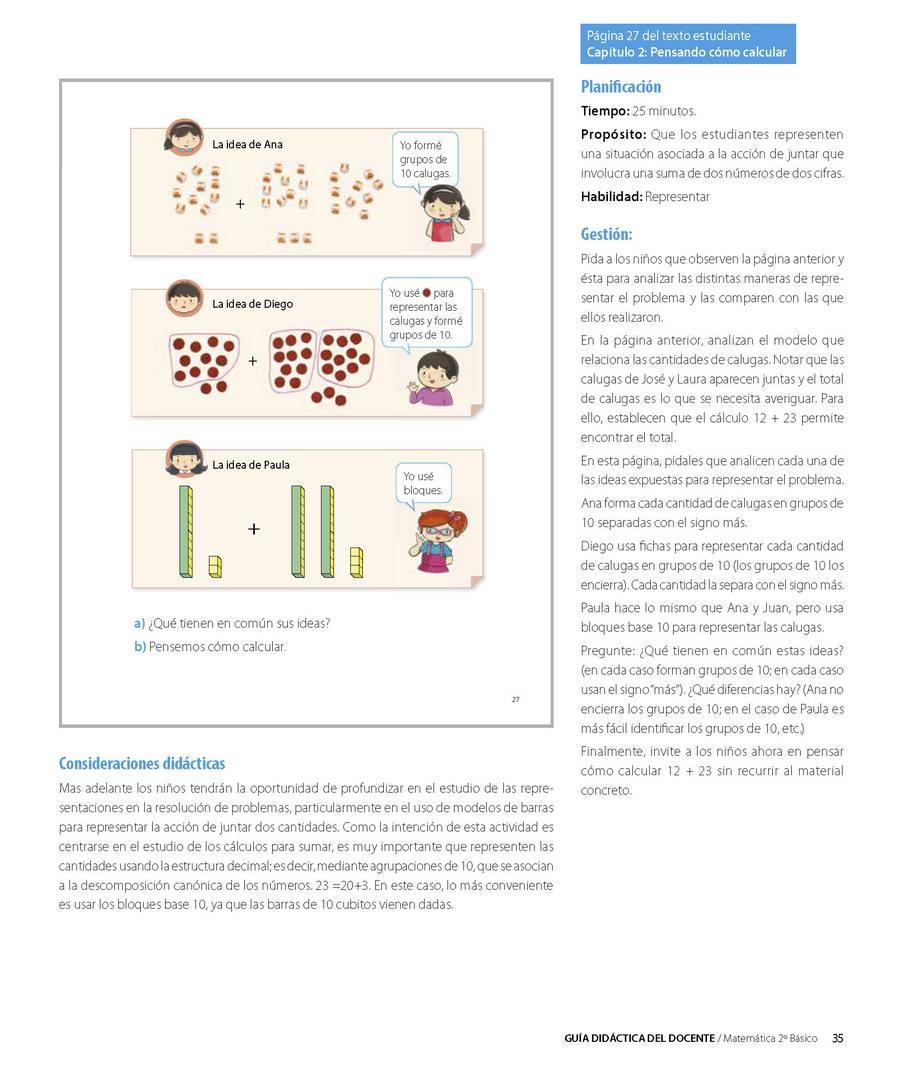 Página 27 del texto estudiante
Capítulo 2: Pensando cómo calcular
La idea de Ana
Yo formé
grupos de
10 calugas.
+
La idea de Diego
Yo usé para
representar las
calugas y formé
grupos de 10.
+
La idea de Paula
Yo usé
bloques.
+
a) ¿Qué tienen en común sus ideas?
b) Pensemos cómo calcular.
27
Consideraciones didácticas
Mas adelante los niños tendrán la oportunidad de profundizar en el estudio de las repre-
sentaciones en la resolución de problemas, particularmente en el uso de modelos de barras
para representar la acción de juntar dos cantidades. Como la intención de esta actividad es
centrarse en el estudio de los cálculos para sumar, es muy importante que representen las
cantidades usando la estructura decimal; es decir, mediante agrupaciones de 10, que se asocian
a la descomposición canónica de los números. 23 =20+3. En este caso, lo más conveniente
es usar los bloques base 10, ya que las barras de 10 cubitos vienen dadas.
Planificación
Tiempo: 25 minutos.
Propósito: Que los estudiantes representen
una situación asociada a la acción de juntar que
involucra una suma de dos números de dos cifras.
Habilidad: Representar
Gestión:
Pida a los niños que observen la página anterior y
ésta para analizar las distintas maneras de repre-
sentar el problema y las comparen con las que
ellos realizaron.
En la página anterior, analizan el modelo que
relaciona las cantidades de calugas. Notar que las
calugas de José y Laura aparecen juntas y el total
de calugas es lo que se necesita averiguar. Para
ello, establecen que el cálculo 12 + 23 permite
encontrar el total.
En esta página, pídales que analicen cada una de
las ideas expuestas para representar el problema.
Ana forma cada cantidad de calugas en grupos de
10 separadas con el signo más.
Diego usa fichas para representar cada cantidad
de calugas en grupos de 10 (los grupos de 10 los
encierra). Cada cantidad la separa con el signo más.
Paula hace lo mismo que Ana y Juan, pero usa
bloques base 10 para representar las calugas.
Pregunte: ¿Qué tienen en común estas ideas?
(en cada caso forman grupos de 10; en cada caso
usan el signo "más"). ¿Qué diferencias hay? (Ana no
encierra los grupos de 10; en el caso de Paula es
más fácil identificar los grupos de 10, etc.)
Finalmente, invite a los niños ahora en pensar
cómo calcular 12 + 23 sin recurrir al material
concreto.
GUÍA DIDÁCTICA DEL DOCENTE / Matemática 2º Básico 35